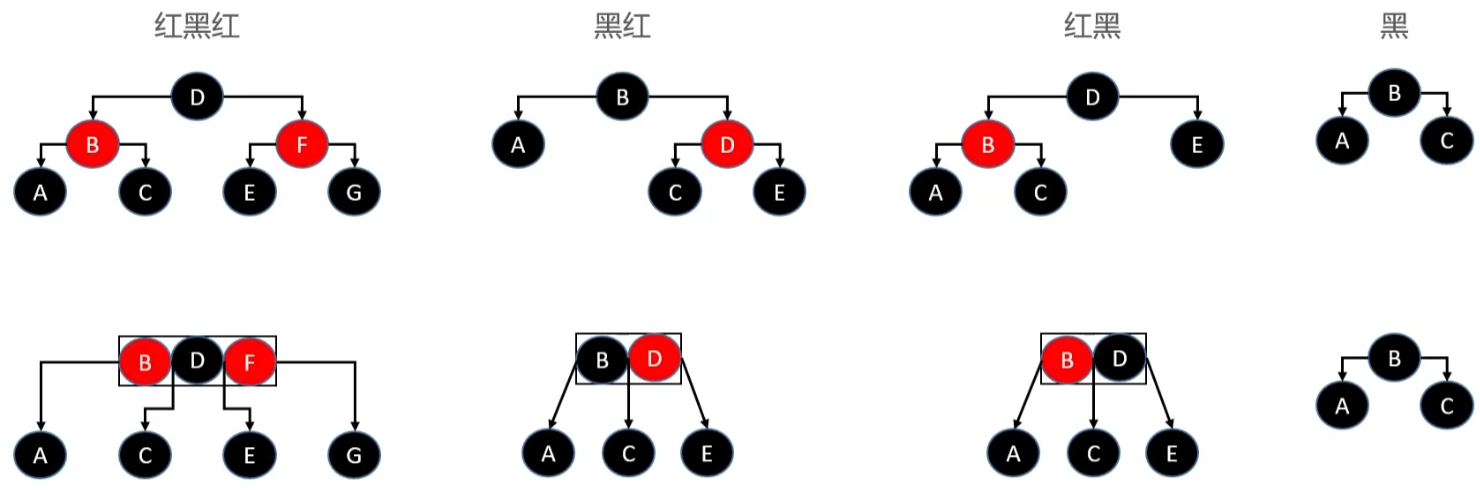 红黑红 黑红 红黑 黑
D B D B
B F A D B E A C
A C E G C E A C
B D F B D B D B
A C
A C E G A C E A C E